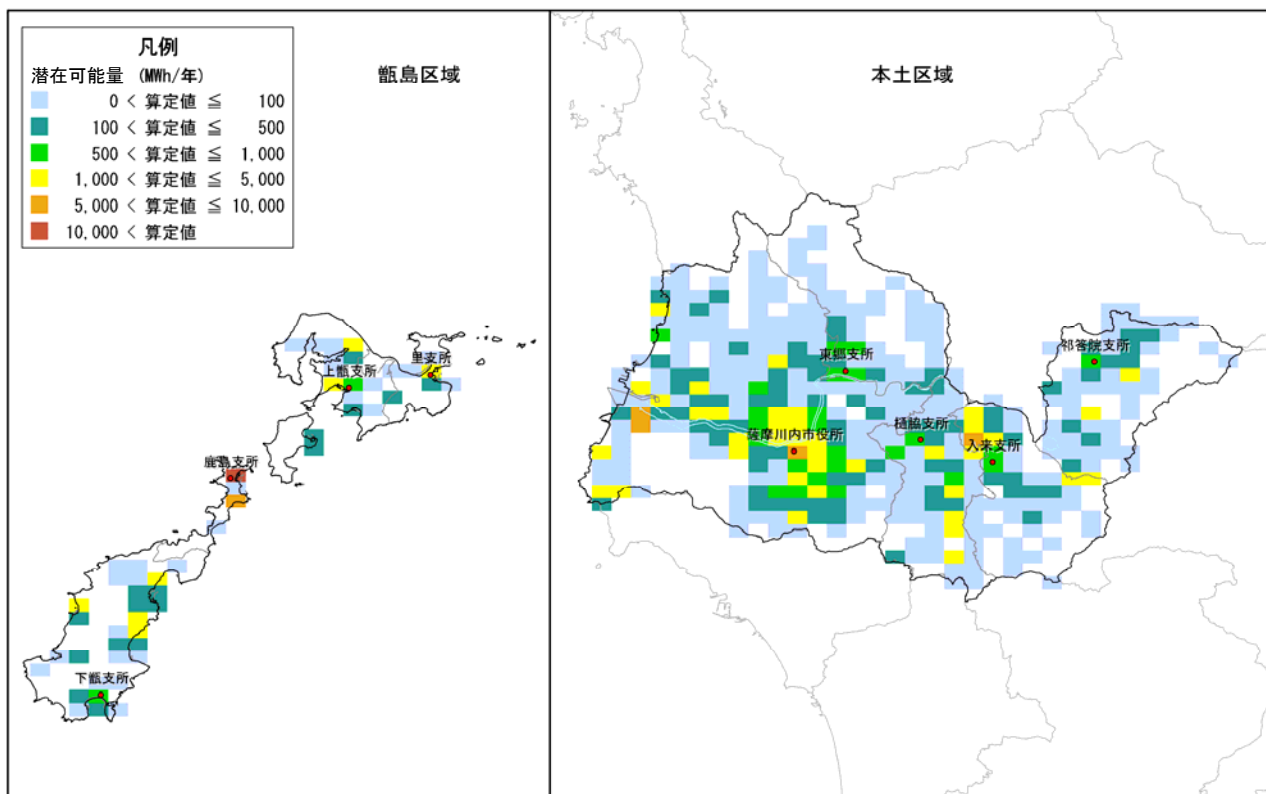 凡例
潜在可能量 (MWh/年)
0 < 算定値 ≦ 100
100 < 算定値 ≦ 500
500 < 算定値 ≦ 1,000
1,000 < 算定値 ≦ 5,000
5,000 < 算定値 ≦ 10,000
10,000 < 算定値
甑島区域
本土区域
里支所
上甑支所
鹿島支所
下甑支所
祁答院支所
東郷支所
樋脇支所
薩摩川内市役所
入来支所